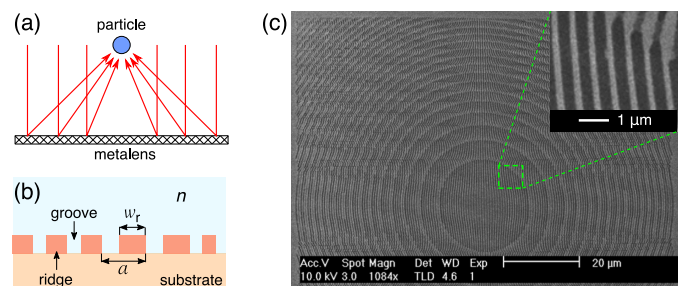 (a)
particle
metalens
(b)
n
groove
w_r
a
ridge
substrate
(c)
1 μm
Acc.V Spot Magn Det WD Exp
10.0 kV 3.0 1084x TLD 4.6 1
20 μm